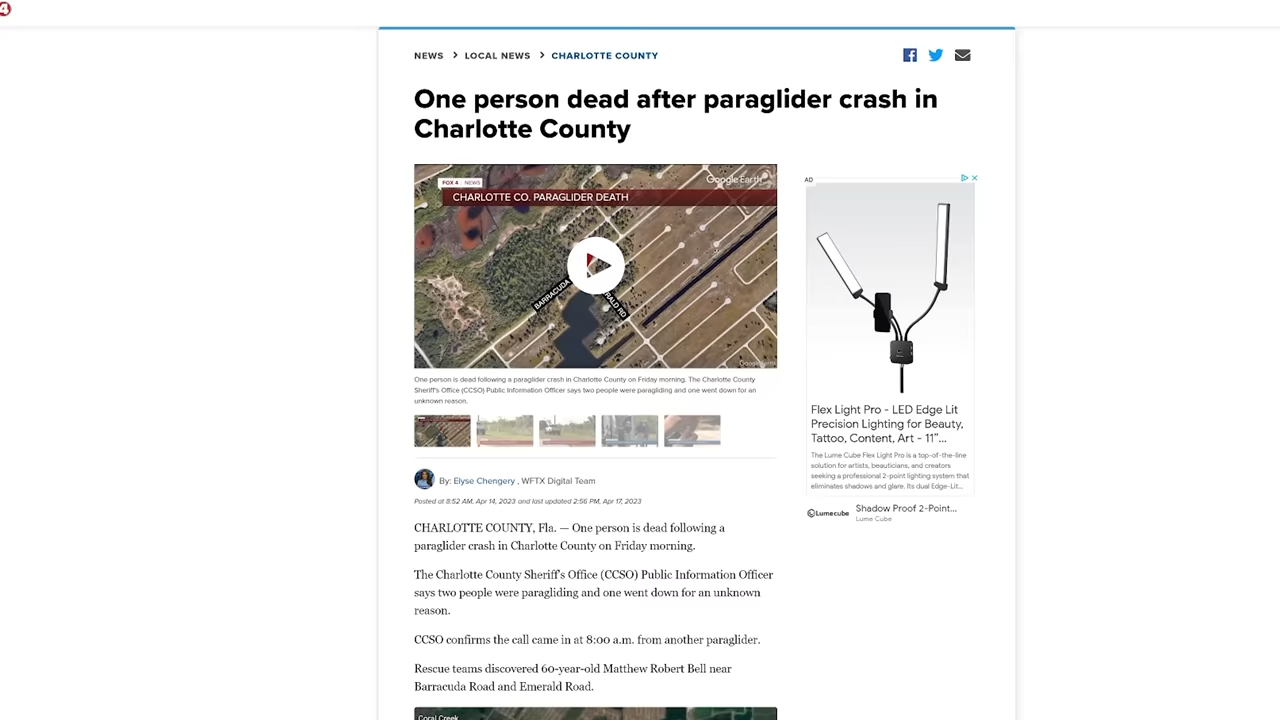 4
NEWS > LOCAL NEWS > CHARLOTTE COUNTY
One person dead after paraglider crash in
Charlotte County
FOX 4 NEWS
Google Earth
CHARLOTTE CO. PARAGLIDER DEATH
BARRACUDA
Google Earth
One person is dead following a paraglider crash in Charlotte County on Friday morning. The Charlotte County
Sheriff's Office (CCSO) Public Information Officer says two people were paragliding and one went down for an
unknown reason.
By: Elyse Chengery , WFTX Digital Team
Posted at 8:52 AM, Apr 14, 2023 and last updated 2:56 PM, Apr 17, 2023
CHARLOTTE COUNTY, Fla. — One person is dead following a
paraglider crash in Charlotte County on Friday morning.
The Charlotte County Sheriff's Office (CCSO) Public Information Officer
says two people were paragliding and one went down for an unknown
reason.
CCSO confirms the call came in at 8:00 a.m. from another paraglider.
Rescue teams discovered 60-year-old Matthew Robert Bell near
Barracuda Road and Emerald Road.
Coral Creek
AD
Flex Light Pro - LED Edge Lit
Precision Lighting for Beauty,
Tattoo, Content, Art - 11”...
The Lume Cube Flex Light Pro is a top-of-the-line
solution for artists, beauticians, and creators
seeking a professional 2-point lighting system that
eliminates shadows and glare. Its dual Edge-Lit...
Lumecube
Shadow Proof 2-Point...
Lume Cube